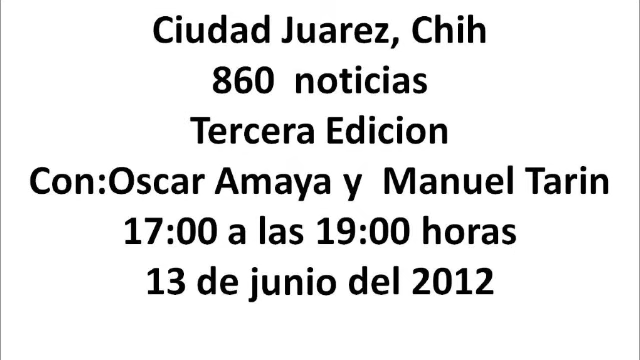 Ciudad Juarez, Chih
860  noticias
Tercera Edicion
Con:Oscar Amaya y  Manuel Tarin
17:00 a las 19:00 horas
13 de junio del 2012